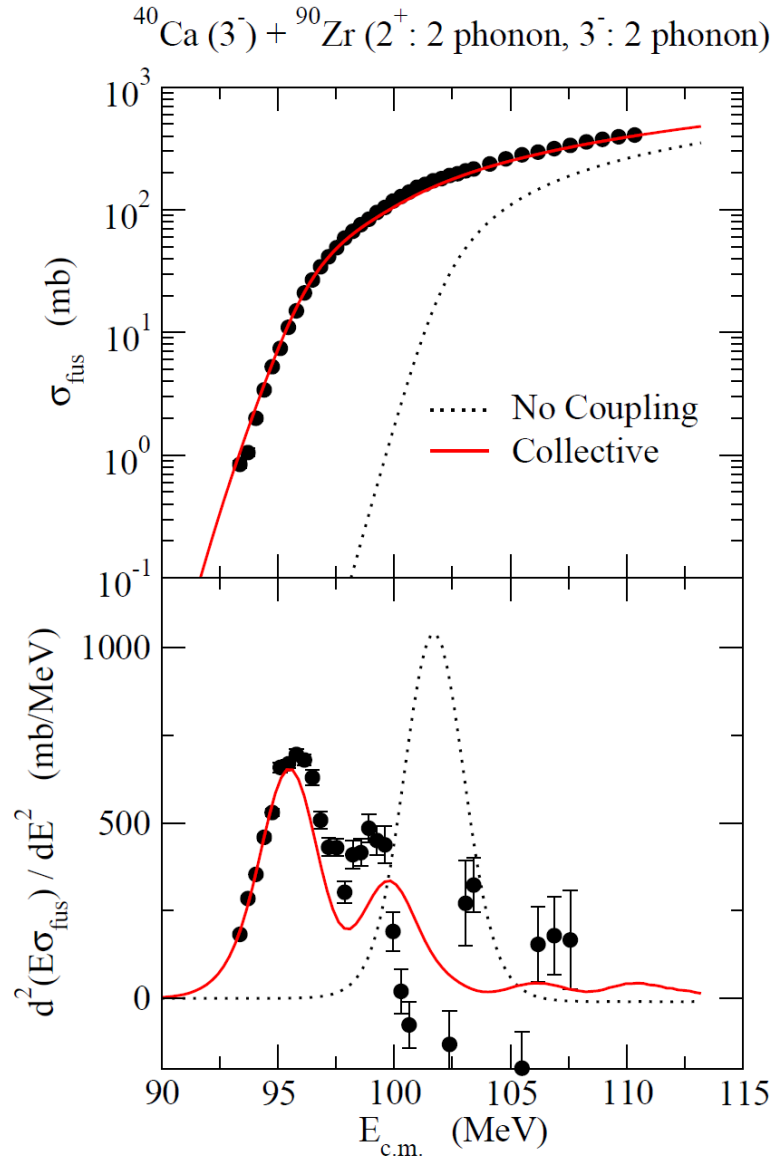 ⁴⁰Ca (3⁻) + ⁹⁰Zr (2⁺: 2 phonon, 3⁻: 2 phonon)
10³
10²
10¹
10⁰
10⁻¹
σ_fus (mb)
No Coupling
Collective
1000
500
0
d²(Eσ_fus) / dE² (mb/MeV)
90 95 100 105 110 115
E_c.m. (MeV)